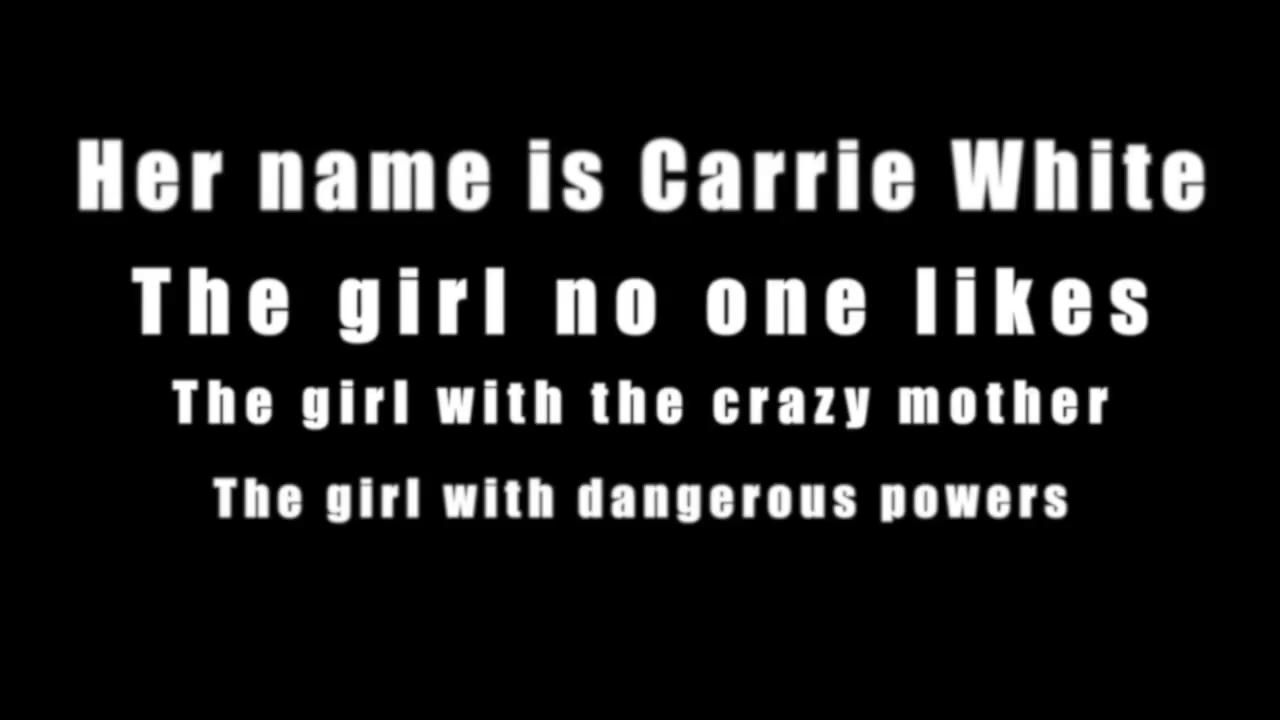 Her name is Carrie White
The girl no one likes
The girl with the crazy mother
The girl with dangerous powers